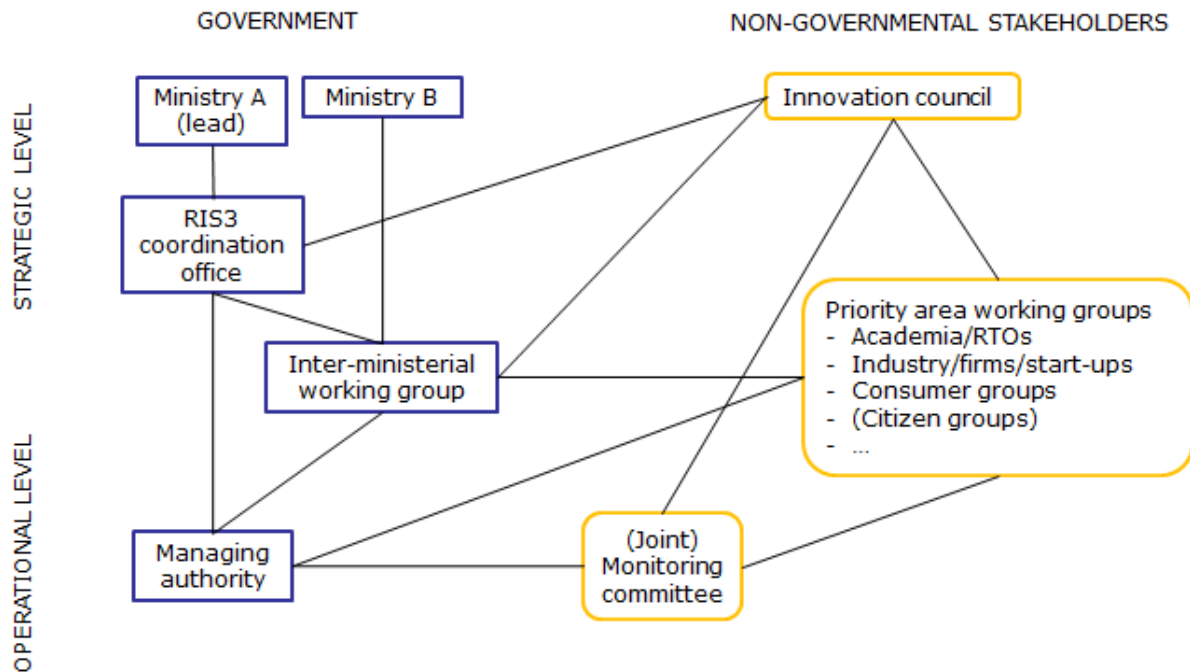 GOVERNMENT
NON-GOVERNMENTAL STAKEHOLDERS
STRATEGIC LEVEL
Ministry A
(lead)
Ministry B
Innovation council
RIS3
coordination
office
Inter-ministerial
working group
Priority area working groups
- Academia/RTOs
- Industry/firms/start-ups
- Consumer groups
- (Citizen groups)
- ...
OPERATIONAL LEVEL
Managing
authority
(Joint)
Monitoring
committee